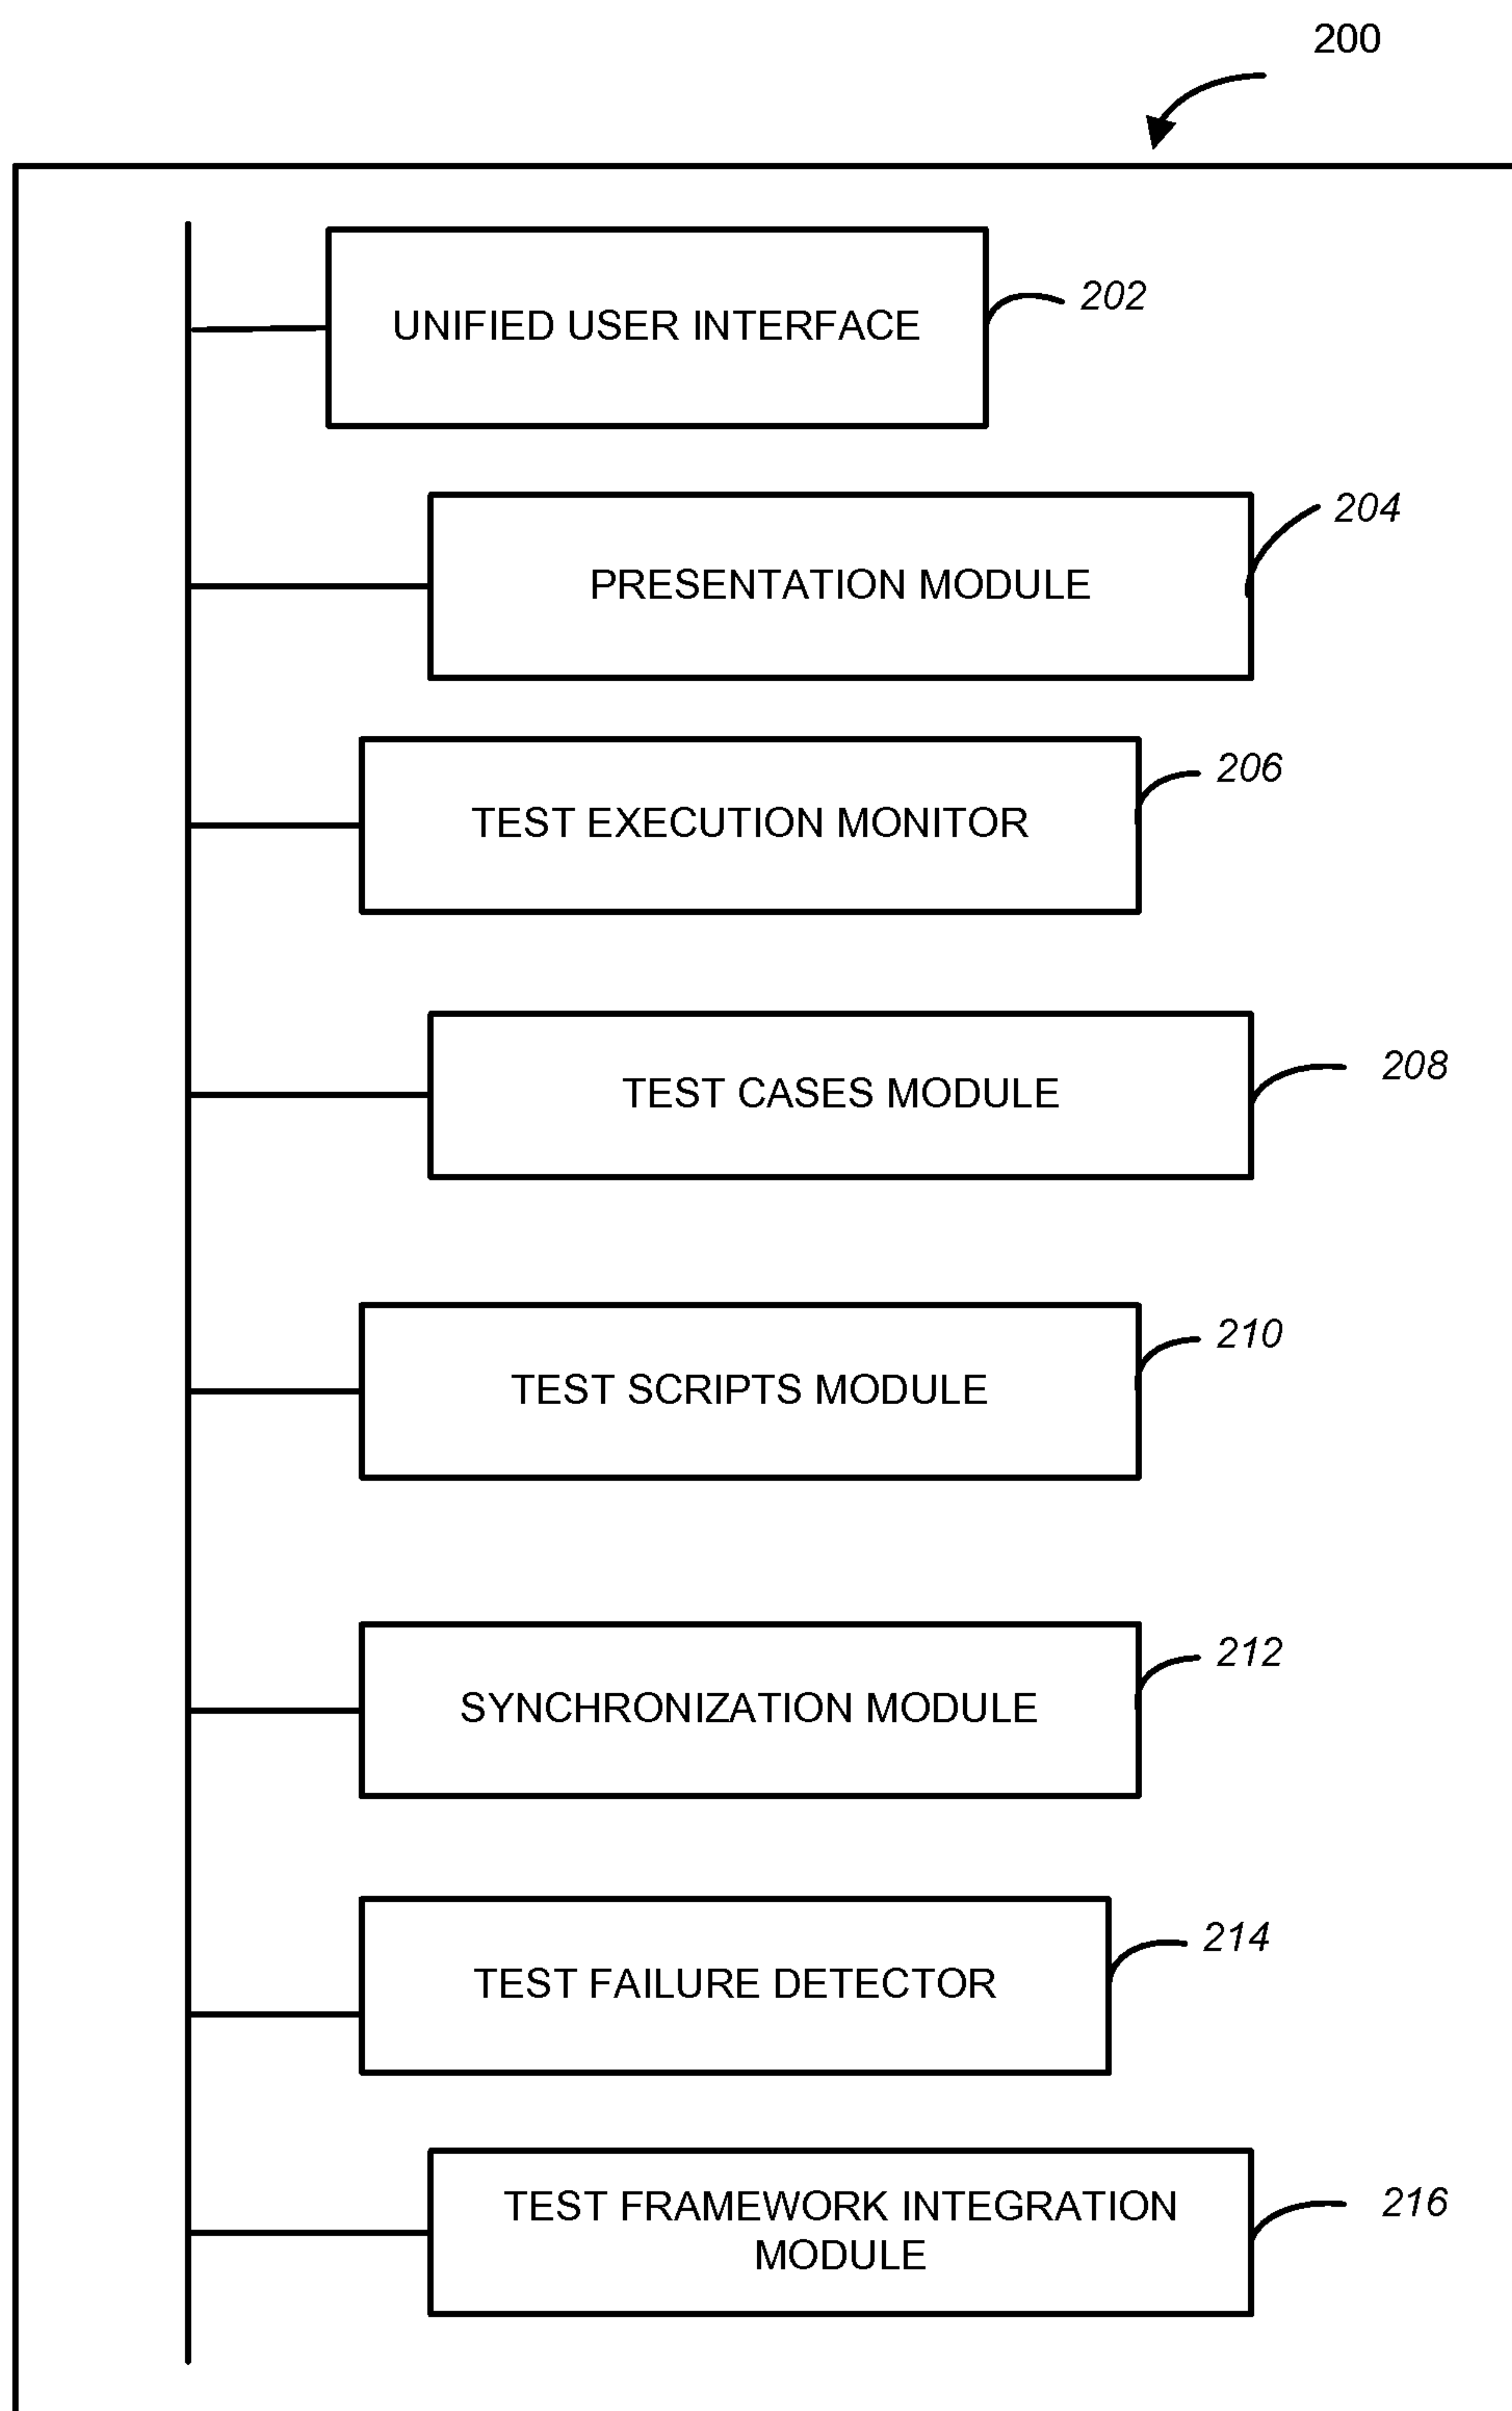 200
UNIFIED USER INTERFACE
202
PRESENTATION MODULE
204
TEST EXECUTION MONITOR
206
TEST CASES MODULE
208
TEST SCRIPTS MODULE
210
SYNCHRONIZATION MODULE
212
TEST FAILURE DETECTOR
214
TEST FRAMEWORK INTEGRATION
MODULE
216